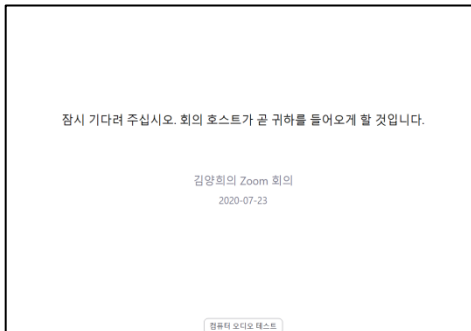 잠시 기다려 주십시오. 회의 호스트가 곧 귀하를 들어오게 할 것입니다.
김양희의 Zoom 회의
2020-07-23
컴퓨터 오디오 테스트